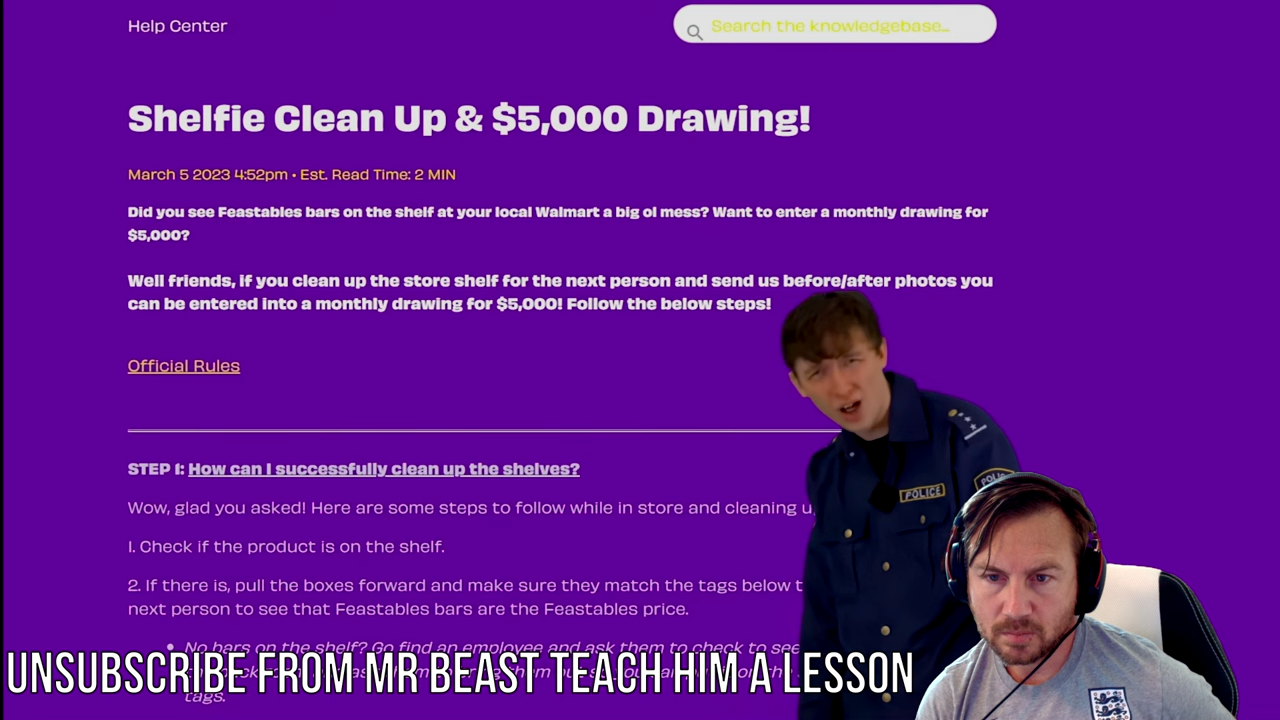 Help Center
Search the knowledgebase...
Shelfie Clean Up & $5,000 Drawing!
March 5 2023 4:52pm • Est. Read Time: 2 MIN
Did you see Feastables bars on the shelf at your local Walmart a big ol mess? Want to enter a monthly drawing for
$5,000?
Well friends, if you clean up the store shelf for the next person and send us before/after photos you
can be entered into a monthly drawing for $5,000! Follow the below steps!
Official Rules
STEP 1: How can I successfully clean up the shelves?
Wow, glad you asked! Here are some steps to follow while in store and cleaning
1. Check if the product is on the shelf.
2. If there is, pull the boxes forward and make sure they match the tags below
next person to see that Feastables bars are the Feastables price.
• No bars on the shelf? Go find an employee and ask them to check to see
tags.
POLICE
UNSUBSCRIBE FROM MR BEAST TEACH HIM A LESSON